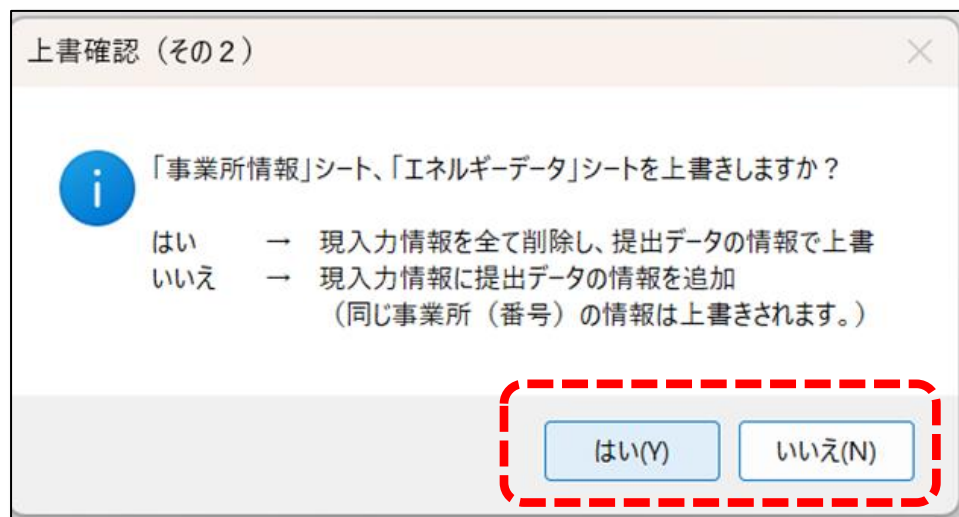 上書確認（その２）
「事業所情報」シート、「エネルギーデータ」シートを上書きしますか？
はい → 現入力情報を全て削除し、提出データの情報で上書
いいえ → 現入力情報に提出データの情報を追加
（同じ事業所（番号）の情報は上書きされます。）
はい(Y) いいえ(N)